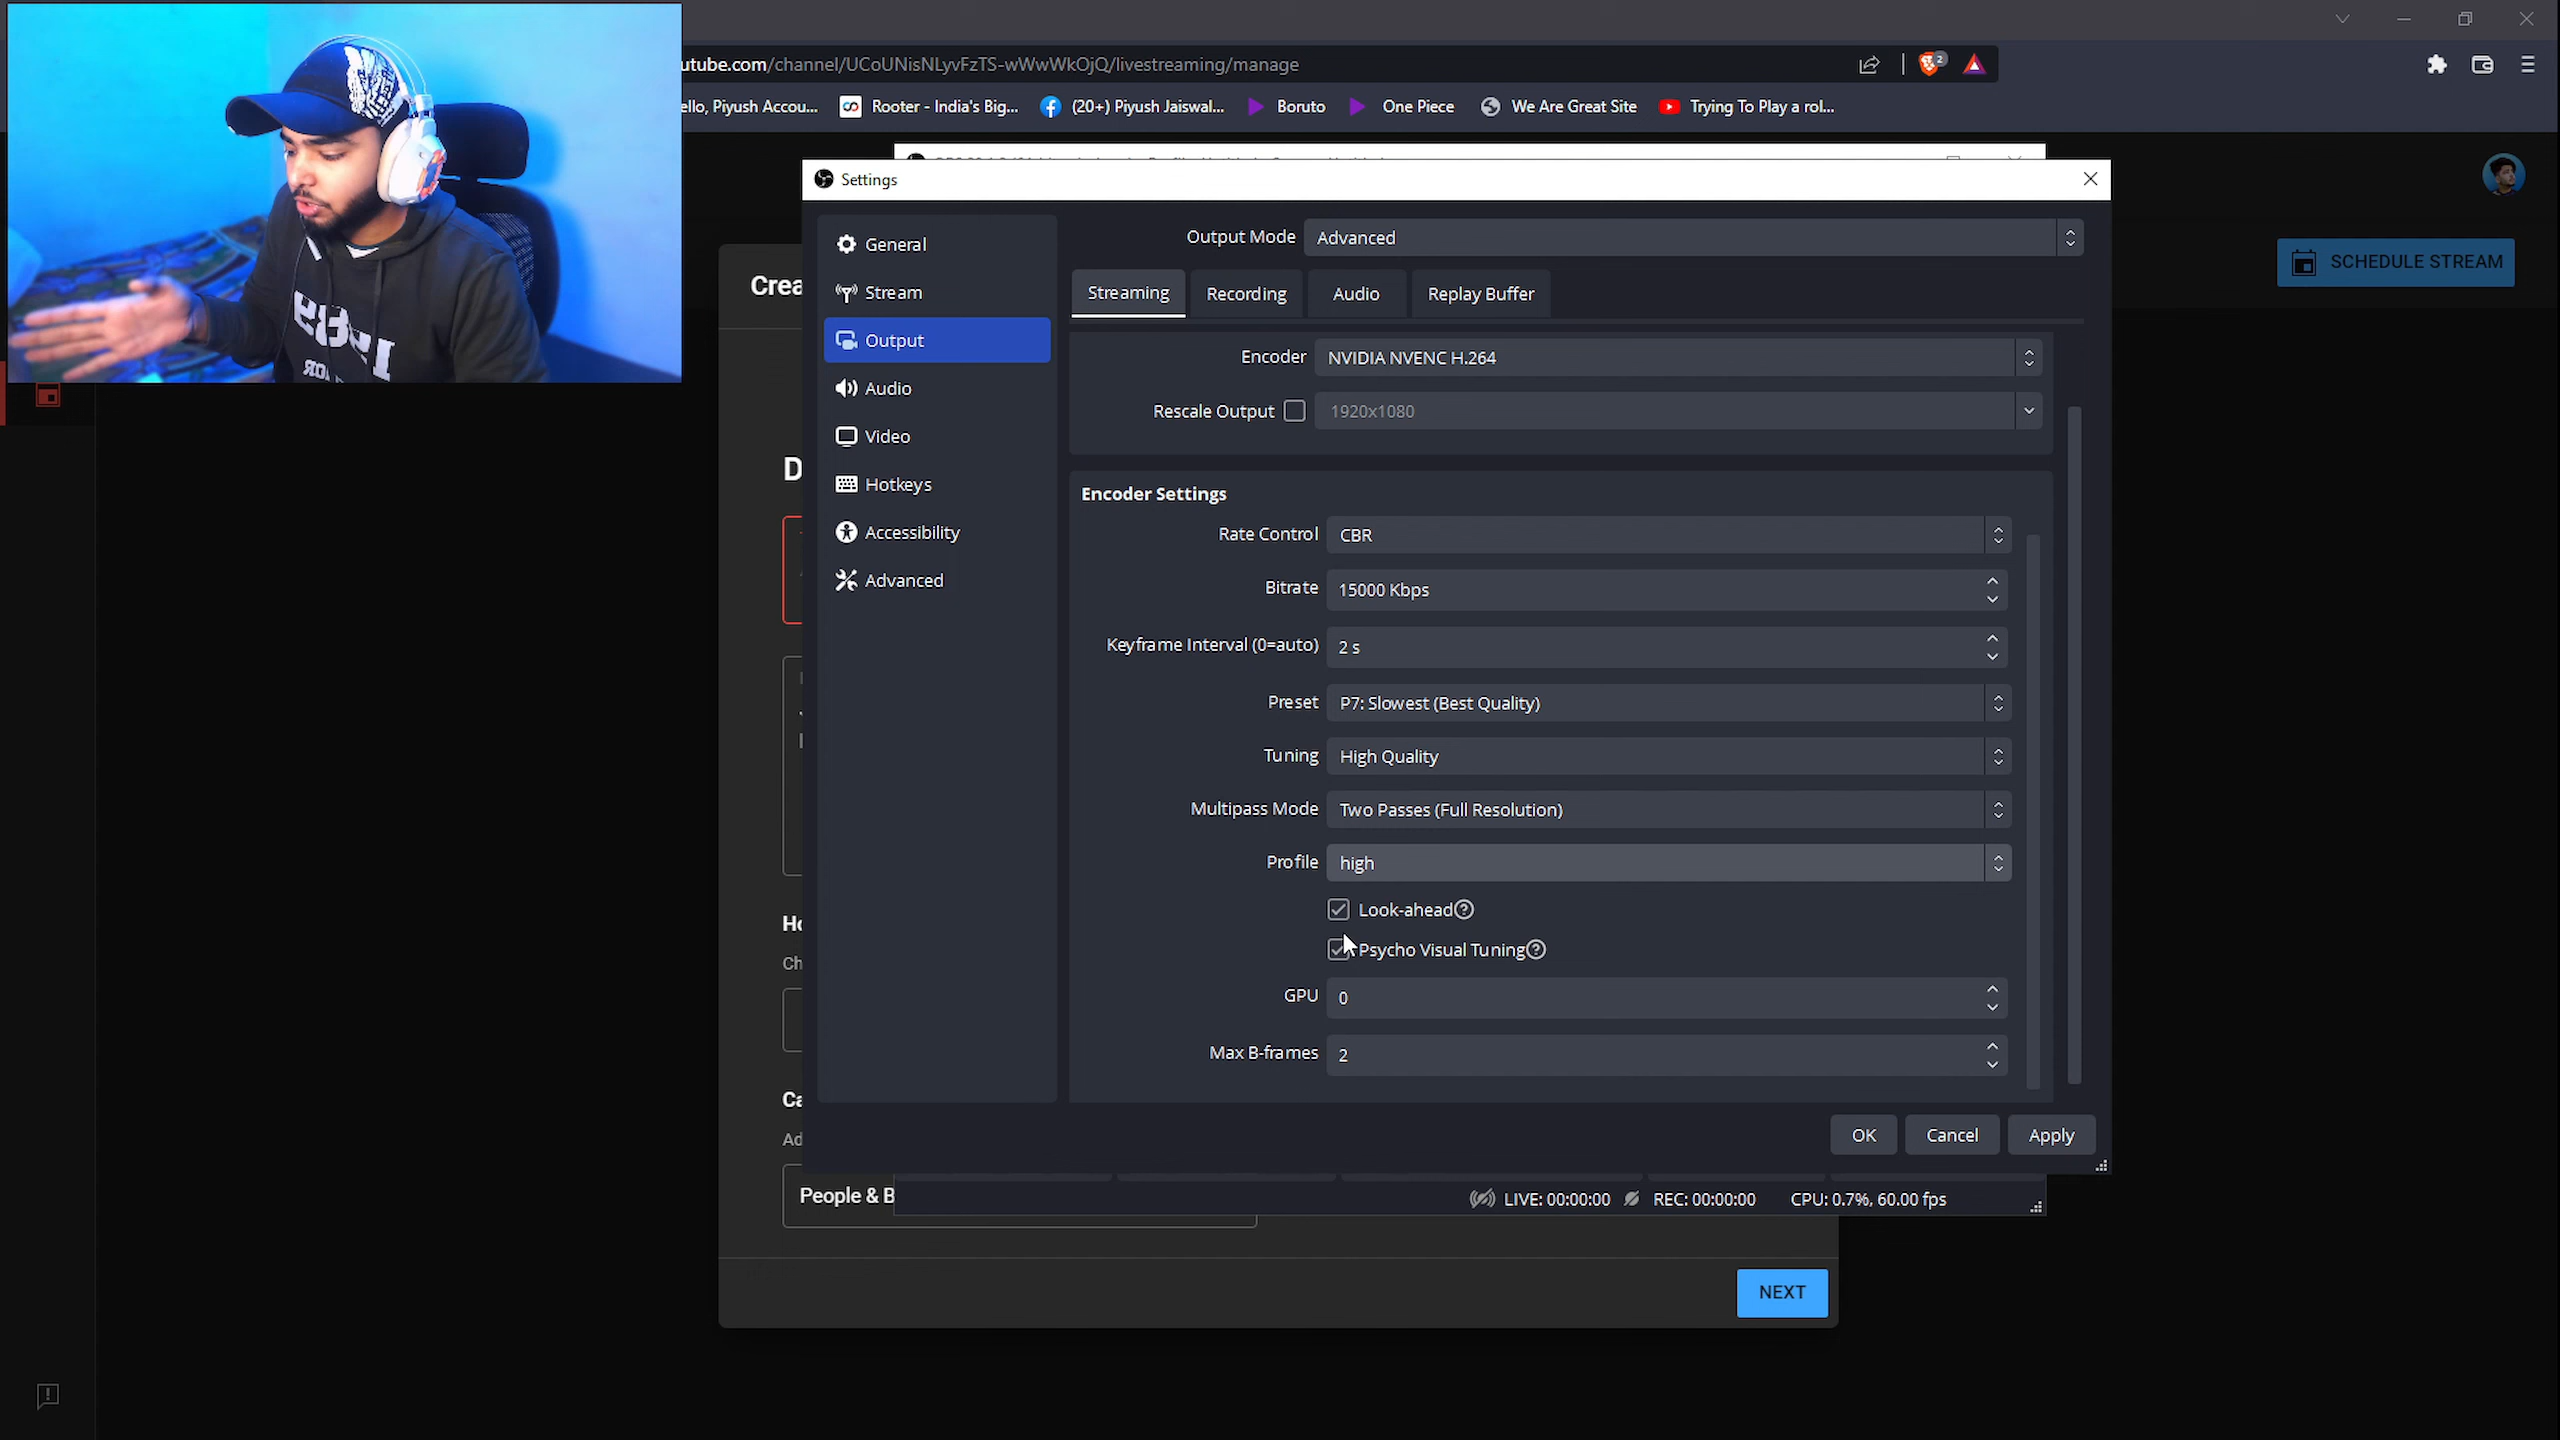 utube.com/channel/UCoUNisNLyvFzTS-wWwWkOjQ/livestreaming/manage
2
ello, Piyush Accou...
Rooter - India's Big...
(20+) Piyush Jaiswal...
Boruto
One Piece
We Are Great Site
Trying To Play a rol...
Settings
SCHEDULE STREAM
Crea
General
Stream
Output
Audio
Video
Hotkeys
Accessibility
Advanced
Output Mode Advanced
Streaming Recording Audio Replay Buffer
Encoder NVIDIA NVENC H.264
Rescale Output 1920x1080
Encoder Settings
Rate Control CBR
Bitrate 15000 Kbps
Keyframe Interval (0=auto) 2 s
Preset P7: Slowest (Best Quality)
Tuning High Quality
Multipass Mode Two Passes (Full Resolution)
Profile high
Look-ahead
Psycho Visual Tuning
GPU 0
Max B-frames 2
OK Cancel Apply
D
Ho
Ch
Ca
Ad
People & B
LIVE: 00:00:00 REC: 00:00:00 CPU: 0.7%, 60.00 fps
NEXT